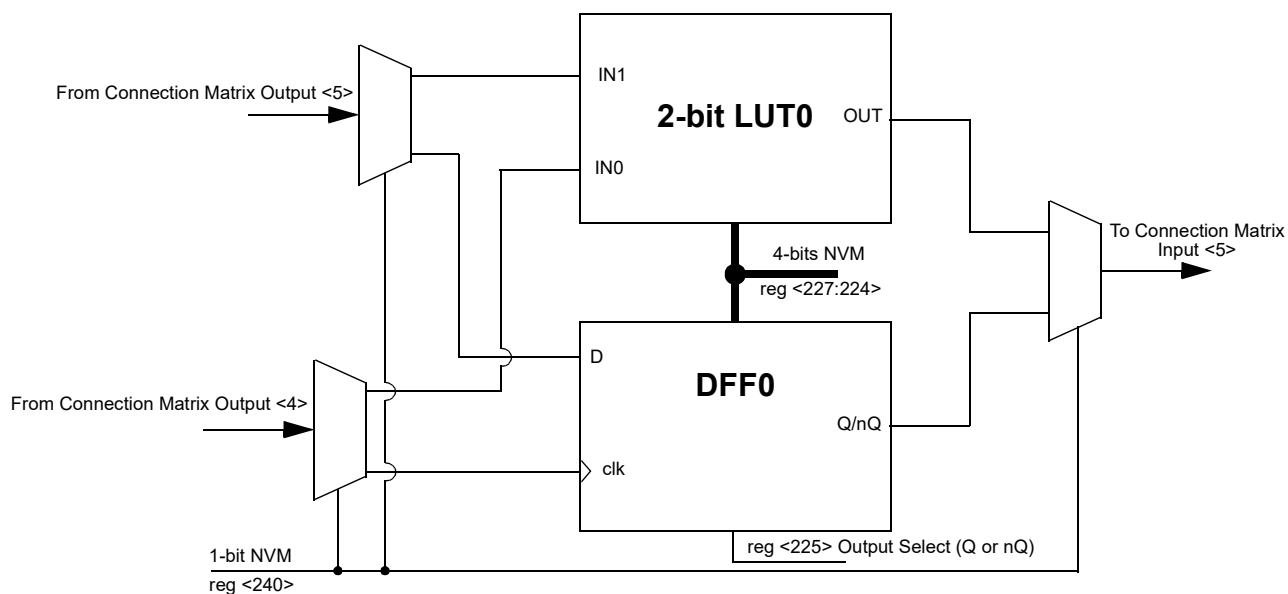 From Connection Matrix Output <5>
IN1
2-bit LUT0
OUT
IN0
To Connection Matrix
Input <5>
4-bits NVM
reg <227:224>
D
DFF0
From Connection Matrix Output <4>
Q/nQ
clk
reg <225> Output Select (Q or nQ)
1-bit NVM
reg <240>